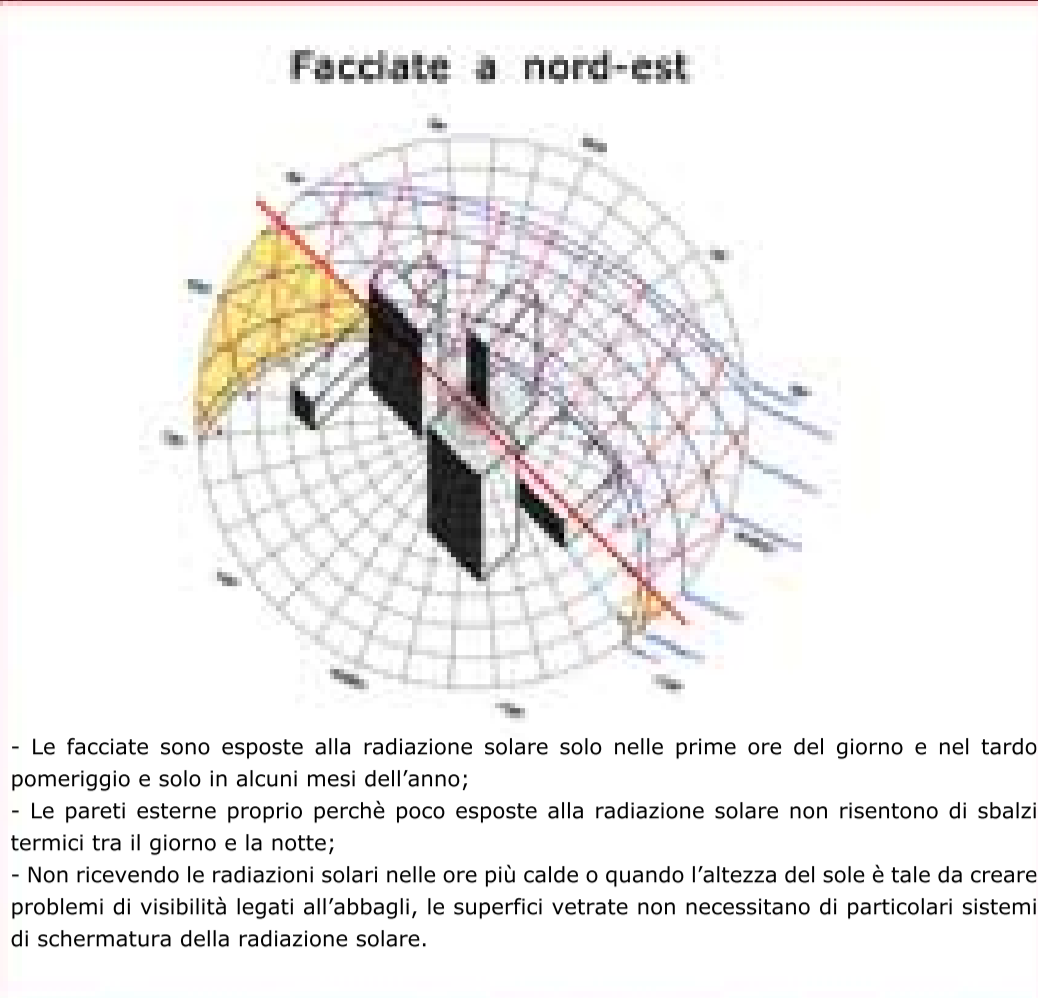 Facciate a nord-est
- Le facciate sono esposte alla radiazione solare solo nelle prime ore del giorno e nel tardo
pomeriggio e solo in alcuni mesi dell’anno;
- Le pareti esterne proprio perchè poco esposte alla radiazione solare non risentono di sbalzi
termici tra il giorno e la notte;
- Non ricevendo le radiazioni solari nelle ore più calde o quando l’altezza del sole è tale da creare
problemi di visibilità legati all’abbagli, le superfici vetrate non necessitano di particolari sistemi
di schermatura della radiazione solare.